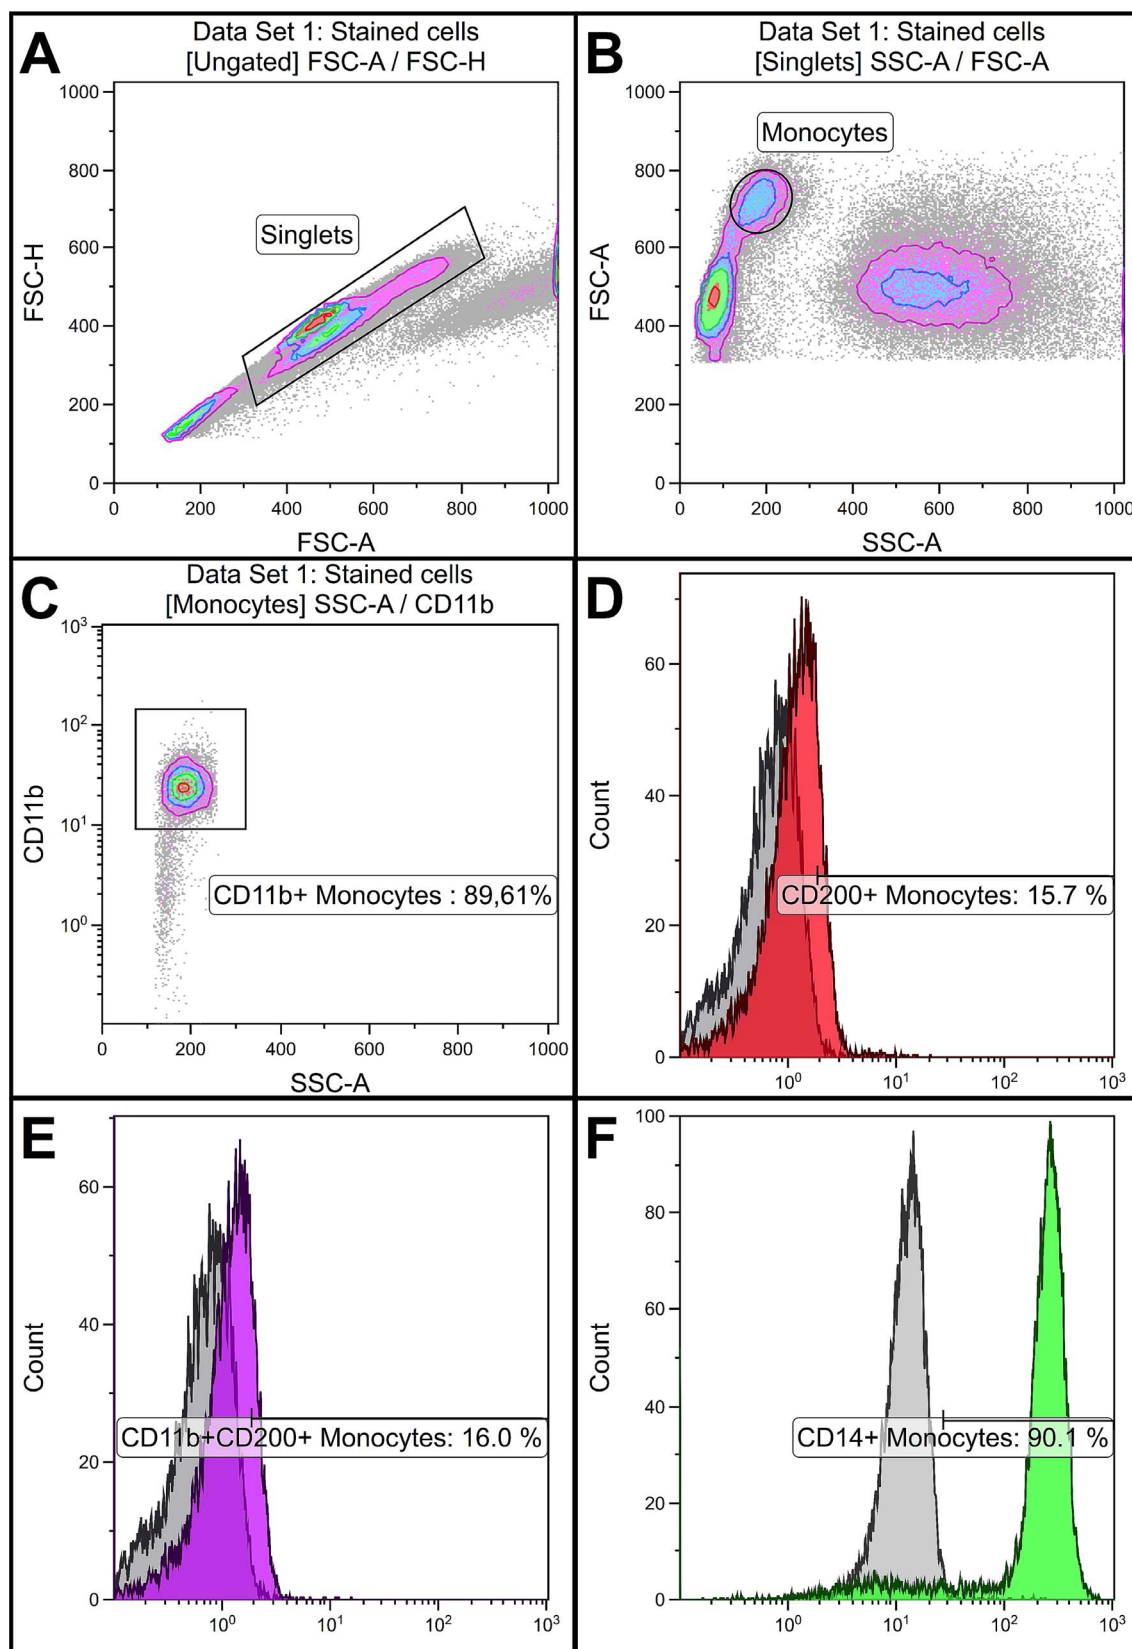 A
Data Set 1: Stained cells
[Ungated] FSC-A / FSC-H
1000
800
600
400
200
0
FSC-H
Singlets
0 200 400 600 800 1000
FSC-A
B
Data Set 1: Stained cells
[Singlets] SSC-A / FSC-A
1000
800
600
400
200
0
FSC-A
Monocytes
0 200 400 600 800 1000
SSC-A
C
Data Set 1: Stained cells
[Monocytes] SSC-A / CD11b
10³
10²
10¹
10⁰
CD11b
CD11b+ Monocytes : 89,61%
0 200 400 600 800 1000
SSC-A
D
60
40
20
0
Count
CD200+ Monocytes: 15.7 %
10⁰ 10¹ 10² 10³
E
60
40
20
0
Count
CD11b+CD200+ Monocytes: 16.0 %
10⁰ 10¹ 10² 10³
F
100
80
60
40
20
0
Count
CD14+ Monocytes: 90.1 %
10⁰ 10¹ 10² 10³